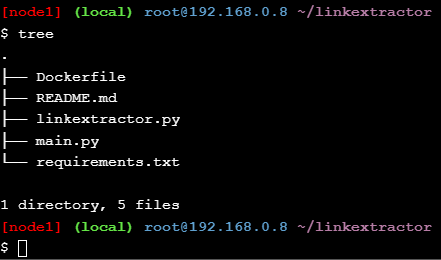 [node1] (local) root@192.168.0.8 ~/linkextractor
$ tree
.
├── Dockerfile
├── README.md
├── linkextractor.py
├── main.py
└── requirements.txt
1 directory, 5 files
[node1] (local) root@192.168.0.8 ~/linkextractor
$